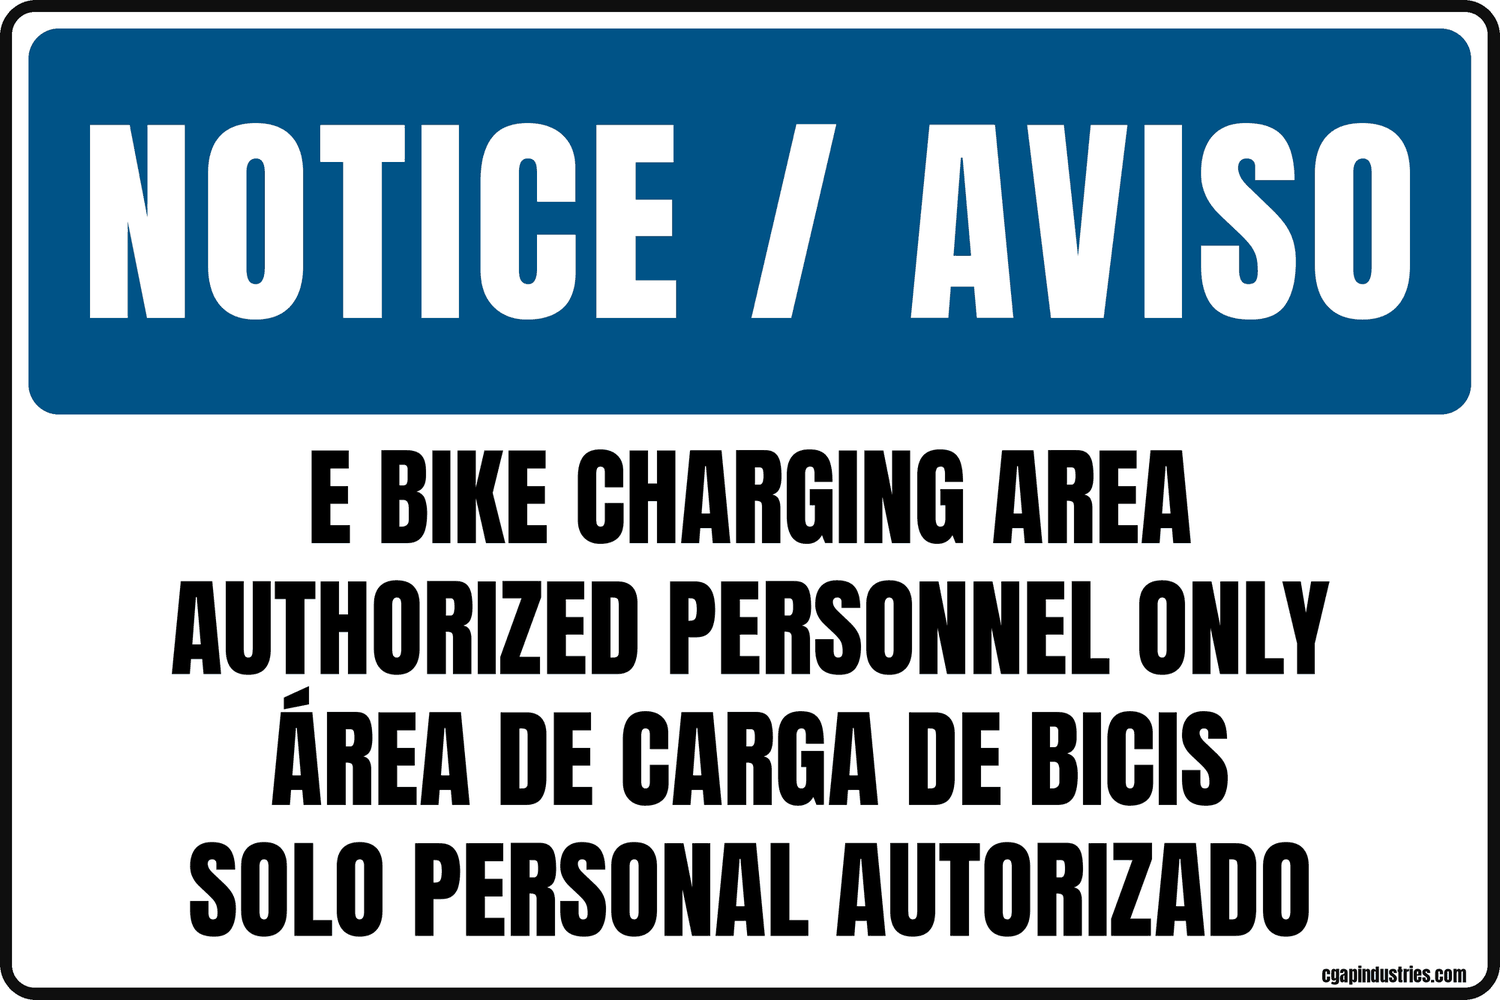 NOTICE / AVISO
E BIKE CHARGING AREA
AUTHORIZED PERSONNEL ONLY
ÁREA DE CARGA DE BICIS
SOLO PERSONAL AUTORIZADO
cgapindustries.com